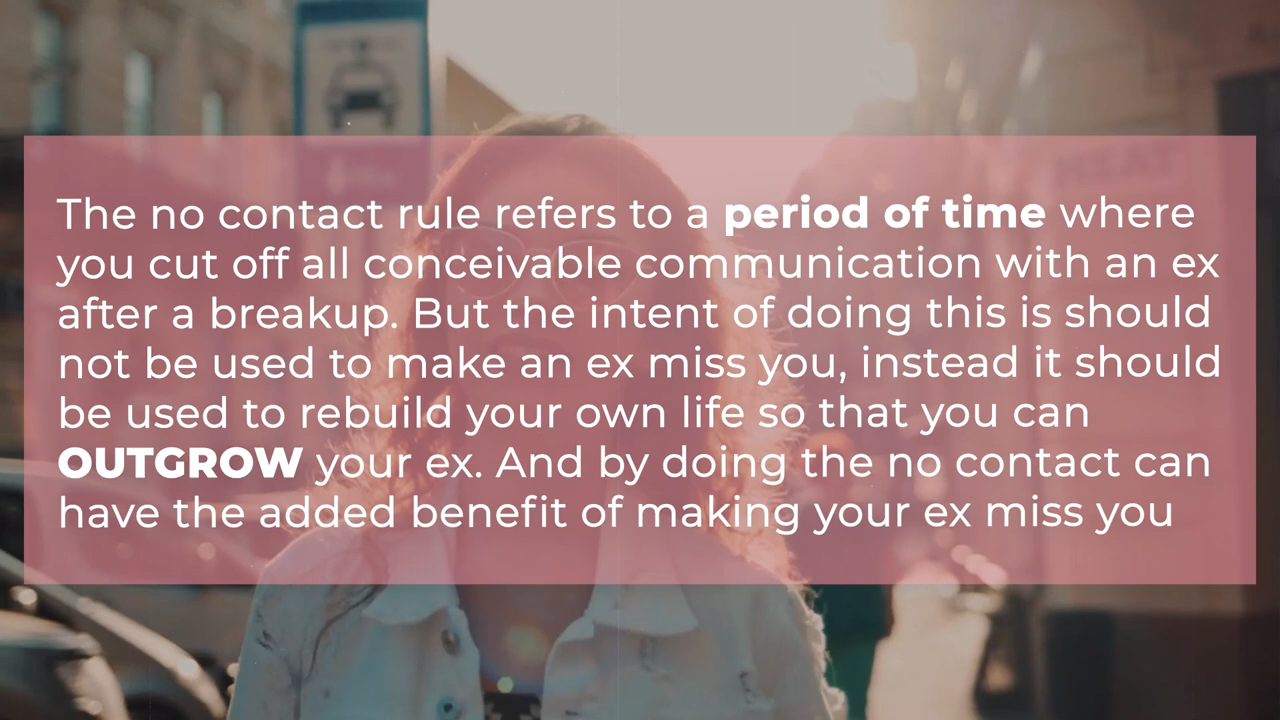 The no contact rule refers to a period of time where
you cut off all conceivable communication with an ex
after a breakup. But the intent of doing this is should
not be used to make an ex miss you, instead it should
be used to rebuild your own life so that you can
OUTGROW your ex. And by doing the no contact can
have the added benefit of making your ex miss you